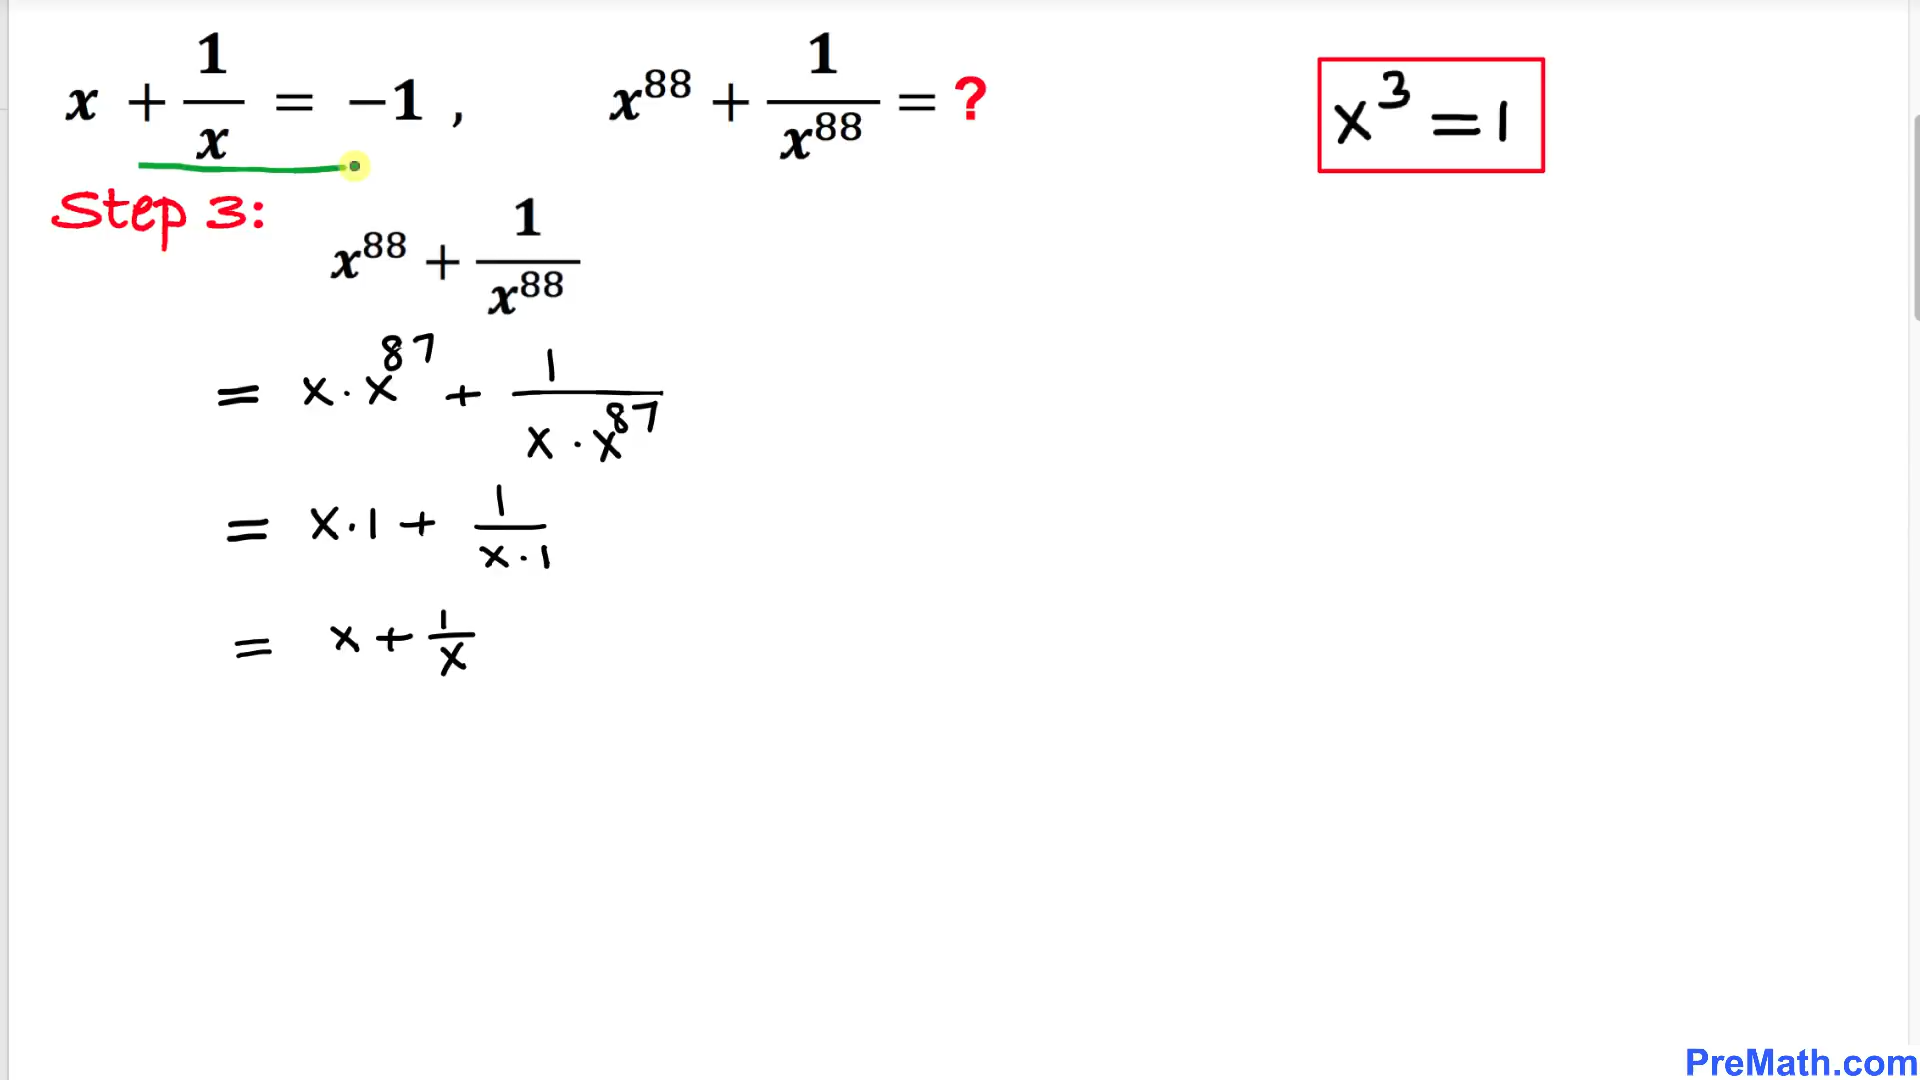 x + 1/x = −1 , x^88 + 1/x^88 = ?
x^3 = 1
Step 3:
x^88 + 1/x^88
= x · x^87 + 1/(x · x^87)
= x · 1 + 1/(x · 1)
= x + 1/x
PreMath.com